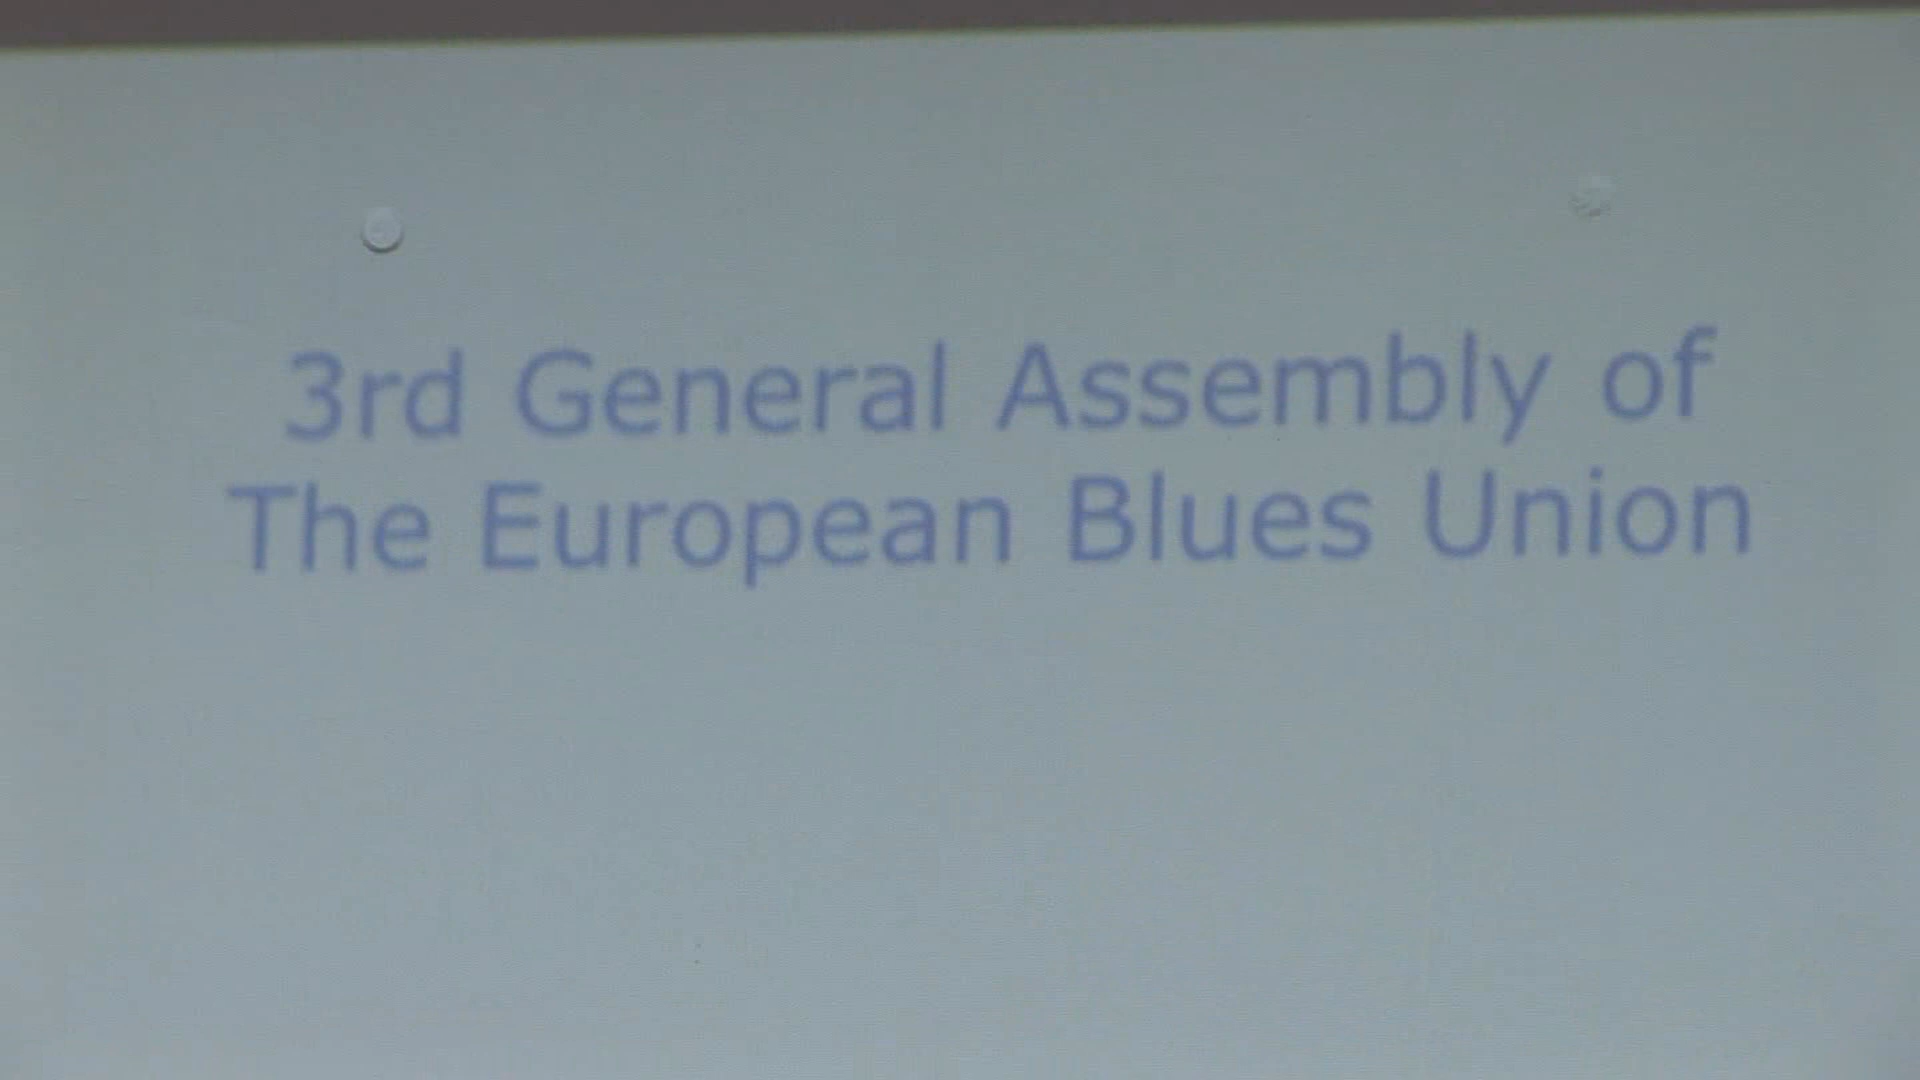 3rd General Assembly of
The European Blues Union